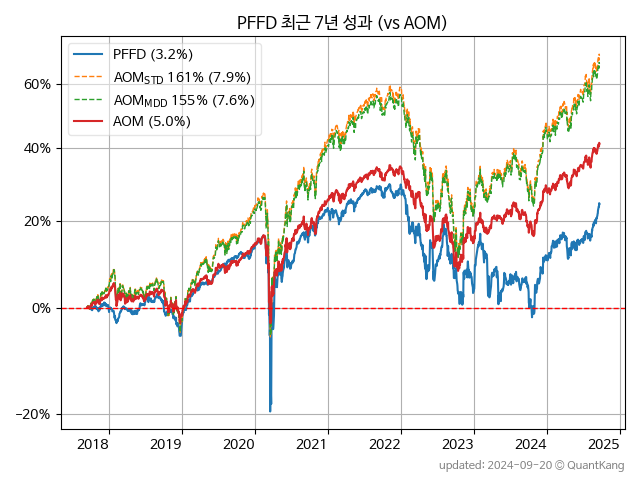 PFFD 최근 7년 성과 (vs AOM)
PFFD (3.2%)
AOM_STD 161% (7.9%)
AOM_MDD 155% (7.6%)
AOM (5.0%)
60%
40%
20%
0%
−20%
2018 2019 2020 2021 2022 2023 2024 2025
updated: 2024-09-20 © QuantKang